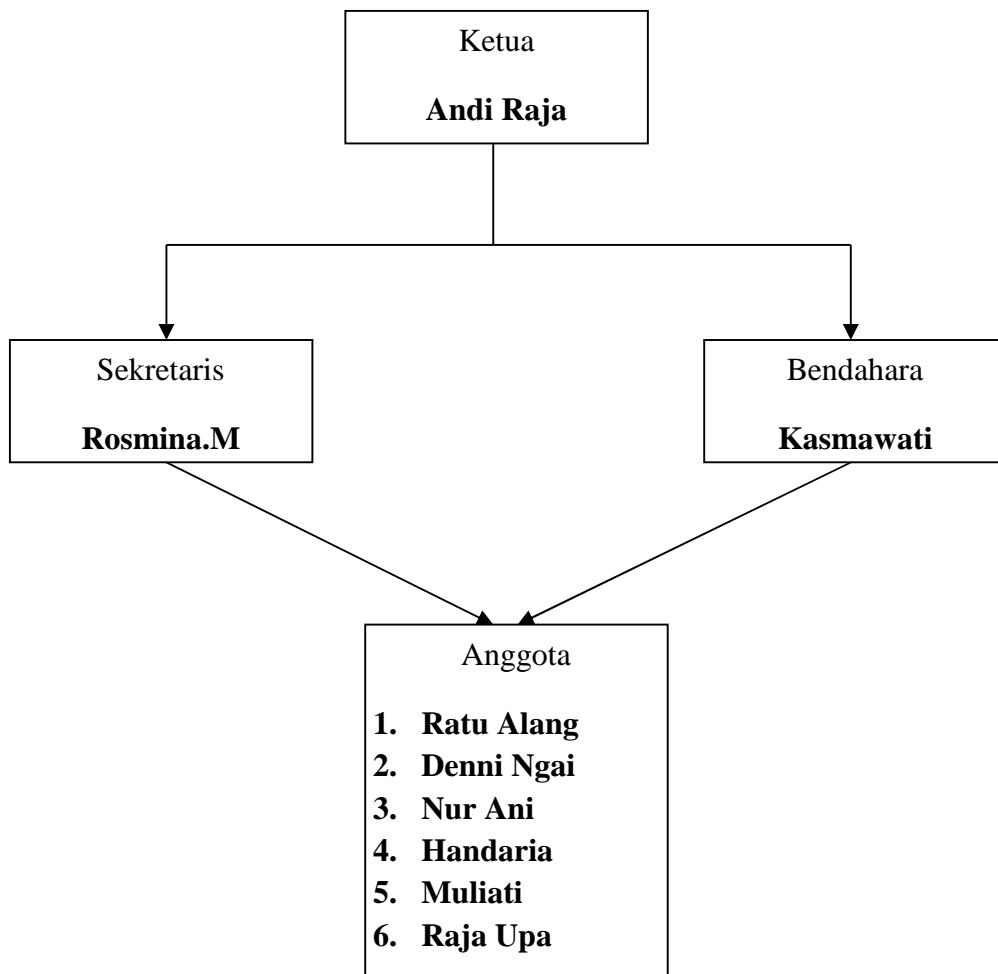 Ketua
Andi Raja
Sekretaris
Rosmina.M
Bendahara
Kasmawati
Anggota
1. Ratu Alang
2. Denni Ngai
3. Nur Ani
4. Handaria
5. Muliati
6. Raja Upa